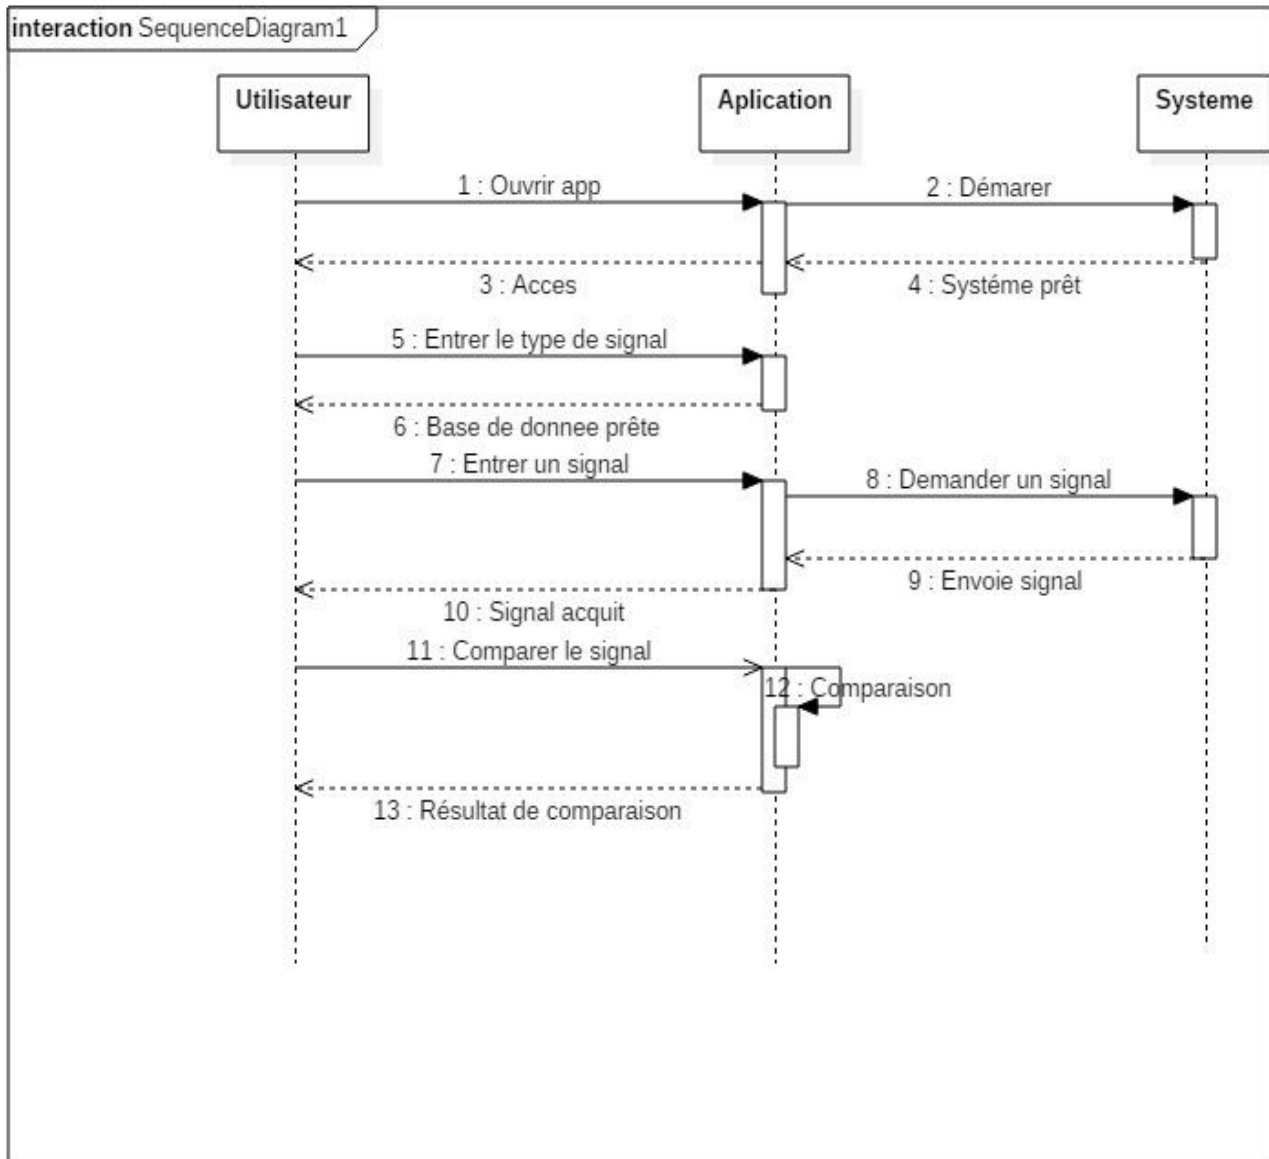 interaction SequenceDiagram1
Utilisateur
Aplication
Systeme
1 : Ouvrir app
2 : Démarer
3 : Acces
4 : Systéme prêt
5 : Entrer le type de signal
6 : Base de donnee prête
7 : Entrer un signal
8 : Demander un signal
9 : Envoie signal
10 : Signal acquit
11 : Comparer le signal
12 : Comparaison
13 : Résultat de comparaison